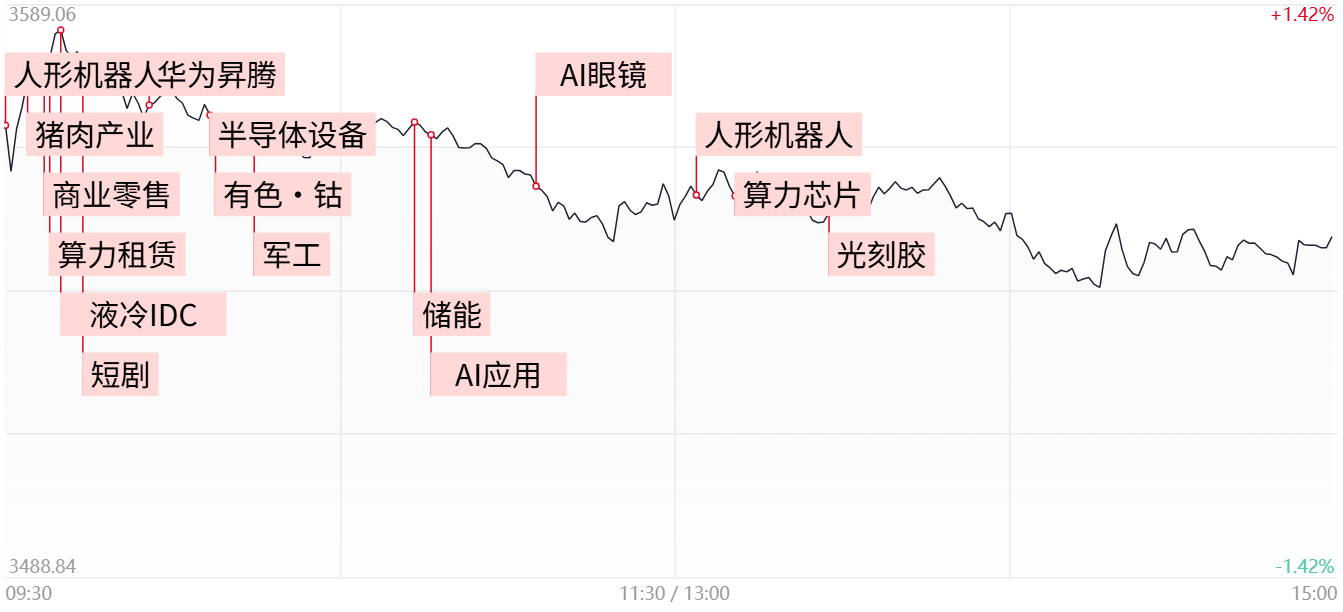 3589.06
+1.42%
人形机器人
华为昇腾
AI眼镜
猪肉产业
半导体设备
人形机器人
商业零售
有色·钴
算力芯片
算力租赁
军工
光刻胶
液冷IDC
储能
短剧
AI应用
3488.84
-1.42%
09:30
11:30 / 13:00
15:00